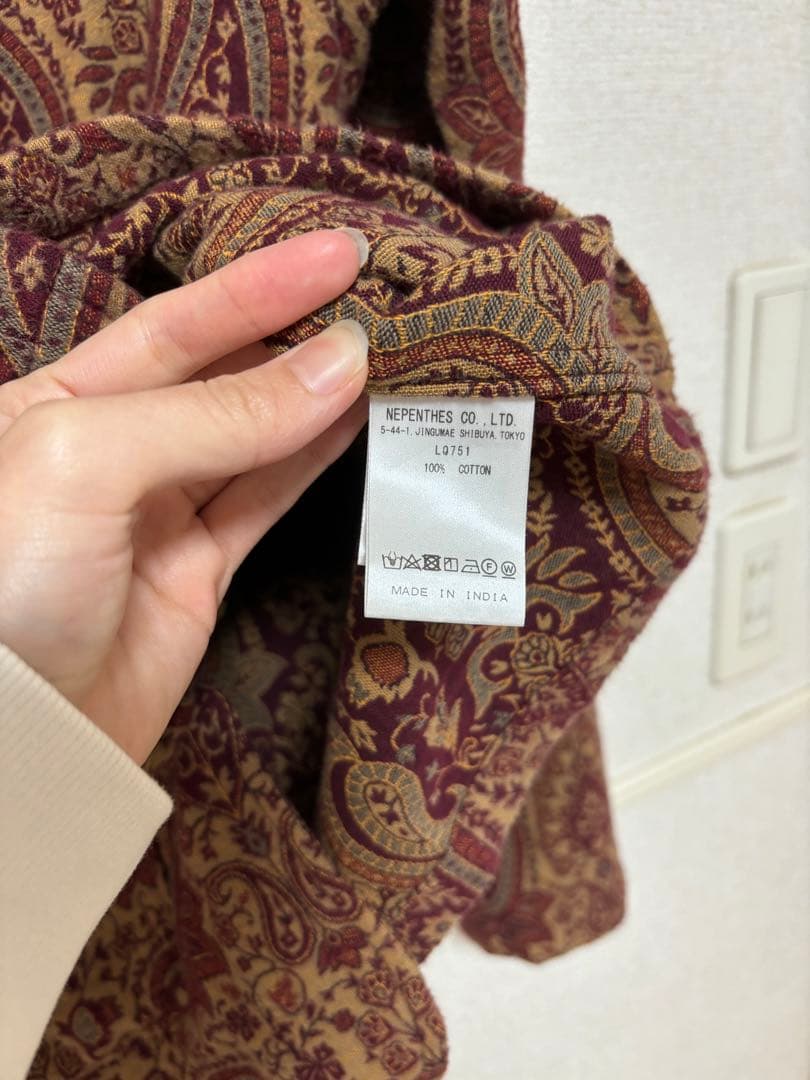 NEPENTHES CO.,LTD.
5-44-1, JINGUMAE SHIBUYA, TOKYO
LQ751
100% COTTON
F W
MADE IN INDIA